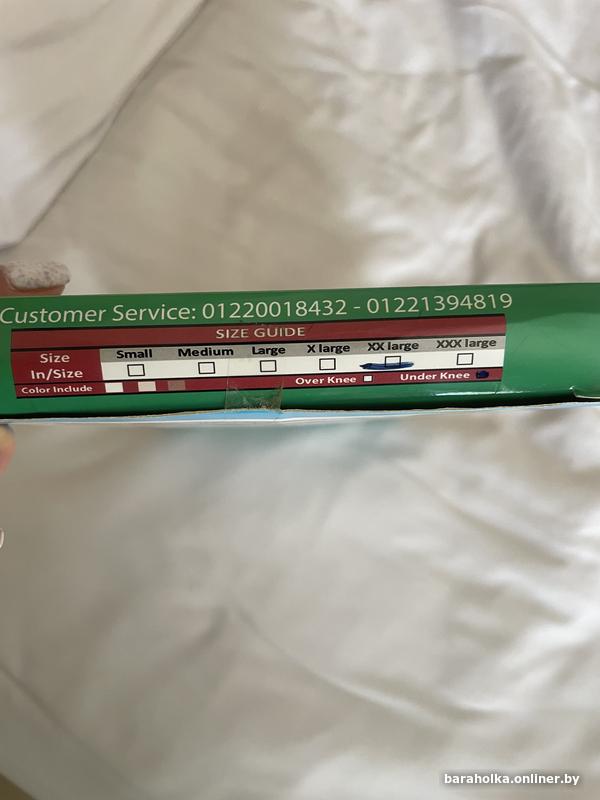 Customer Service: 01220018432 - 01221394819
SIZE GUIDE
Size In/Size
Small Medium Large X large XX large XXX large
Color Include
Over Knee Under Knee
baraholka.onliner.by